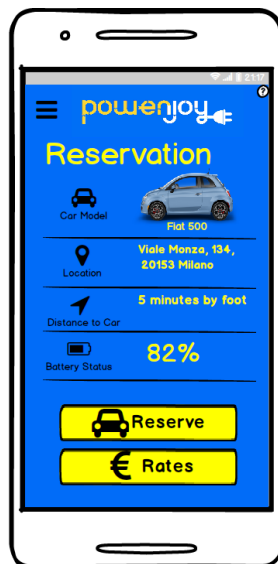 21:17
?
powenjoy
Reservation
Car Model
Fiat 500
Location
Viale Monza, 134,
20153 Milano
Distance to Car
5 minutes by foot
Battery Status
82%
Reserve
€ Rates